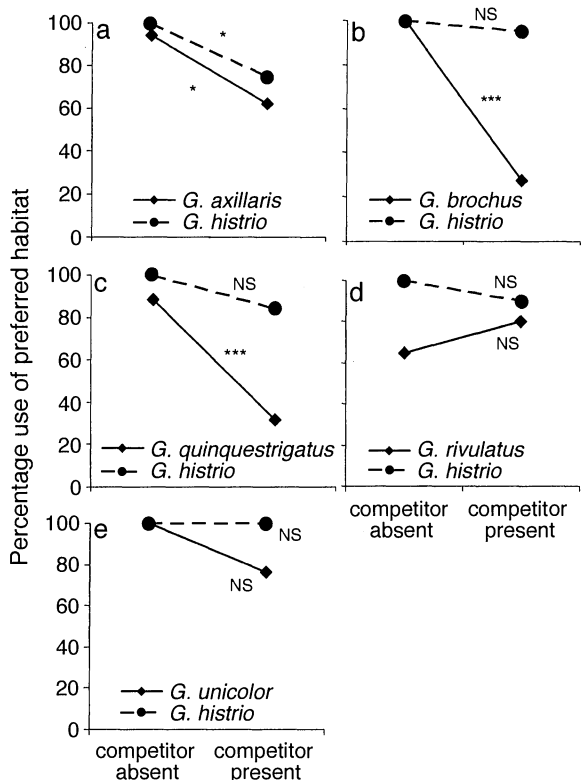 Percentage use of preferred habitat
a
100
80
60
40
20
0
*
*
G. axillaris
G. histrio
b
NS
***
G. brochus
G. histrio
c
100
80
60
40
20
0
NS
***
G. quinquestrigatus
G. histrio
d
NS
NS
G. rivulatus
G. histrio
competitor
absent
competitor
present
e
100
80
60
40
20
0
NS
NS
G. unicolor
G. histrio
competitor
absent
competitor
present